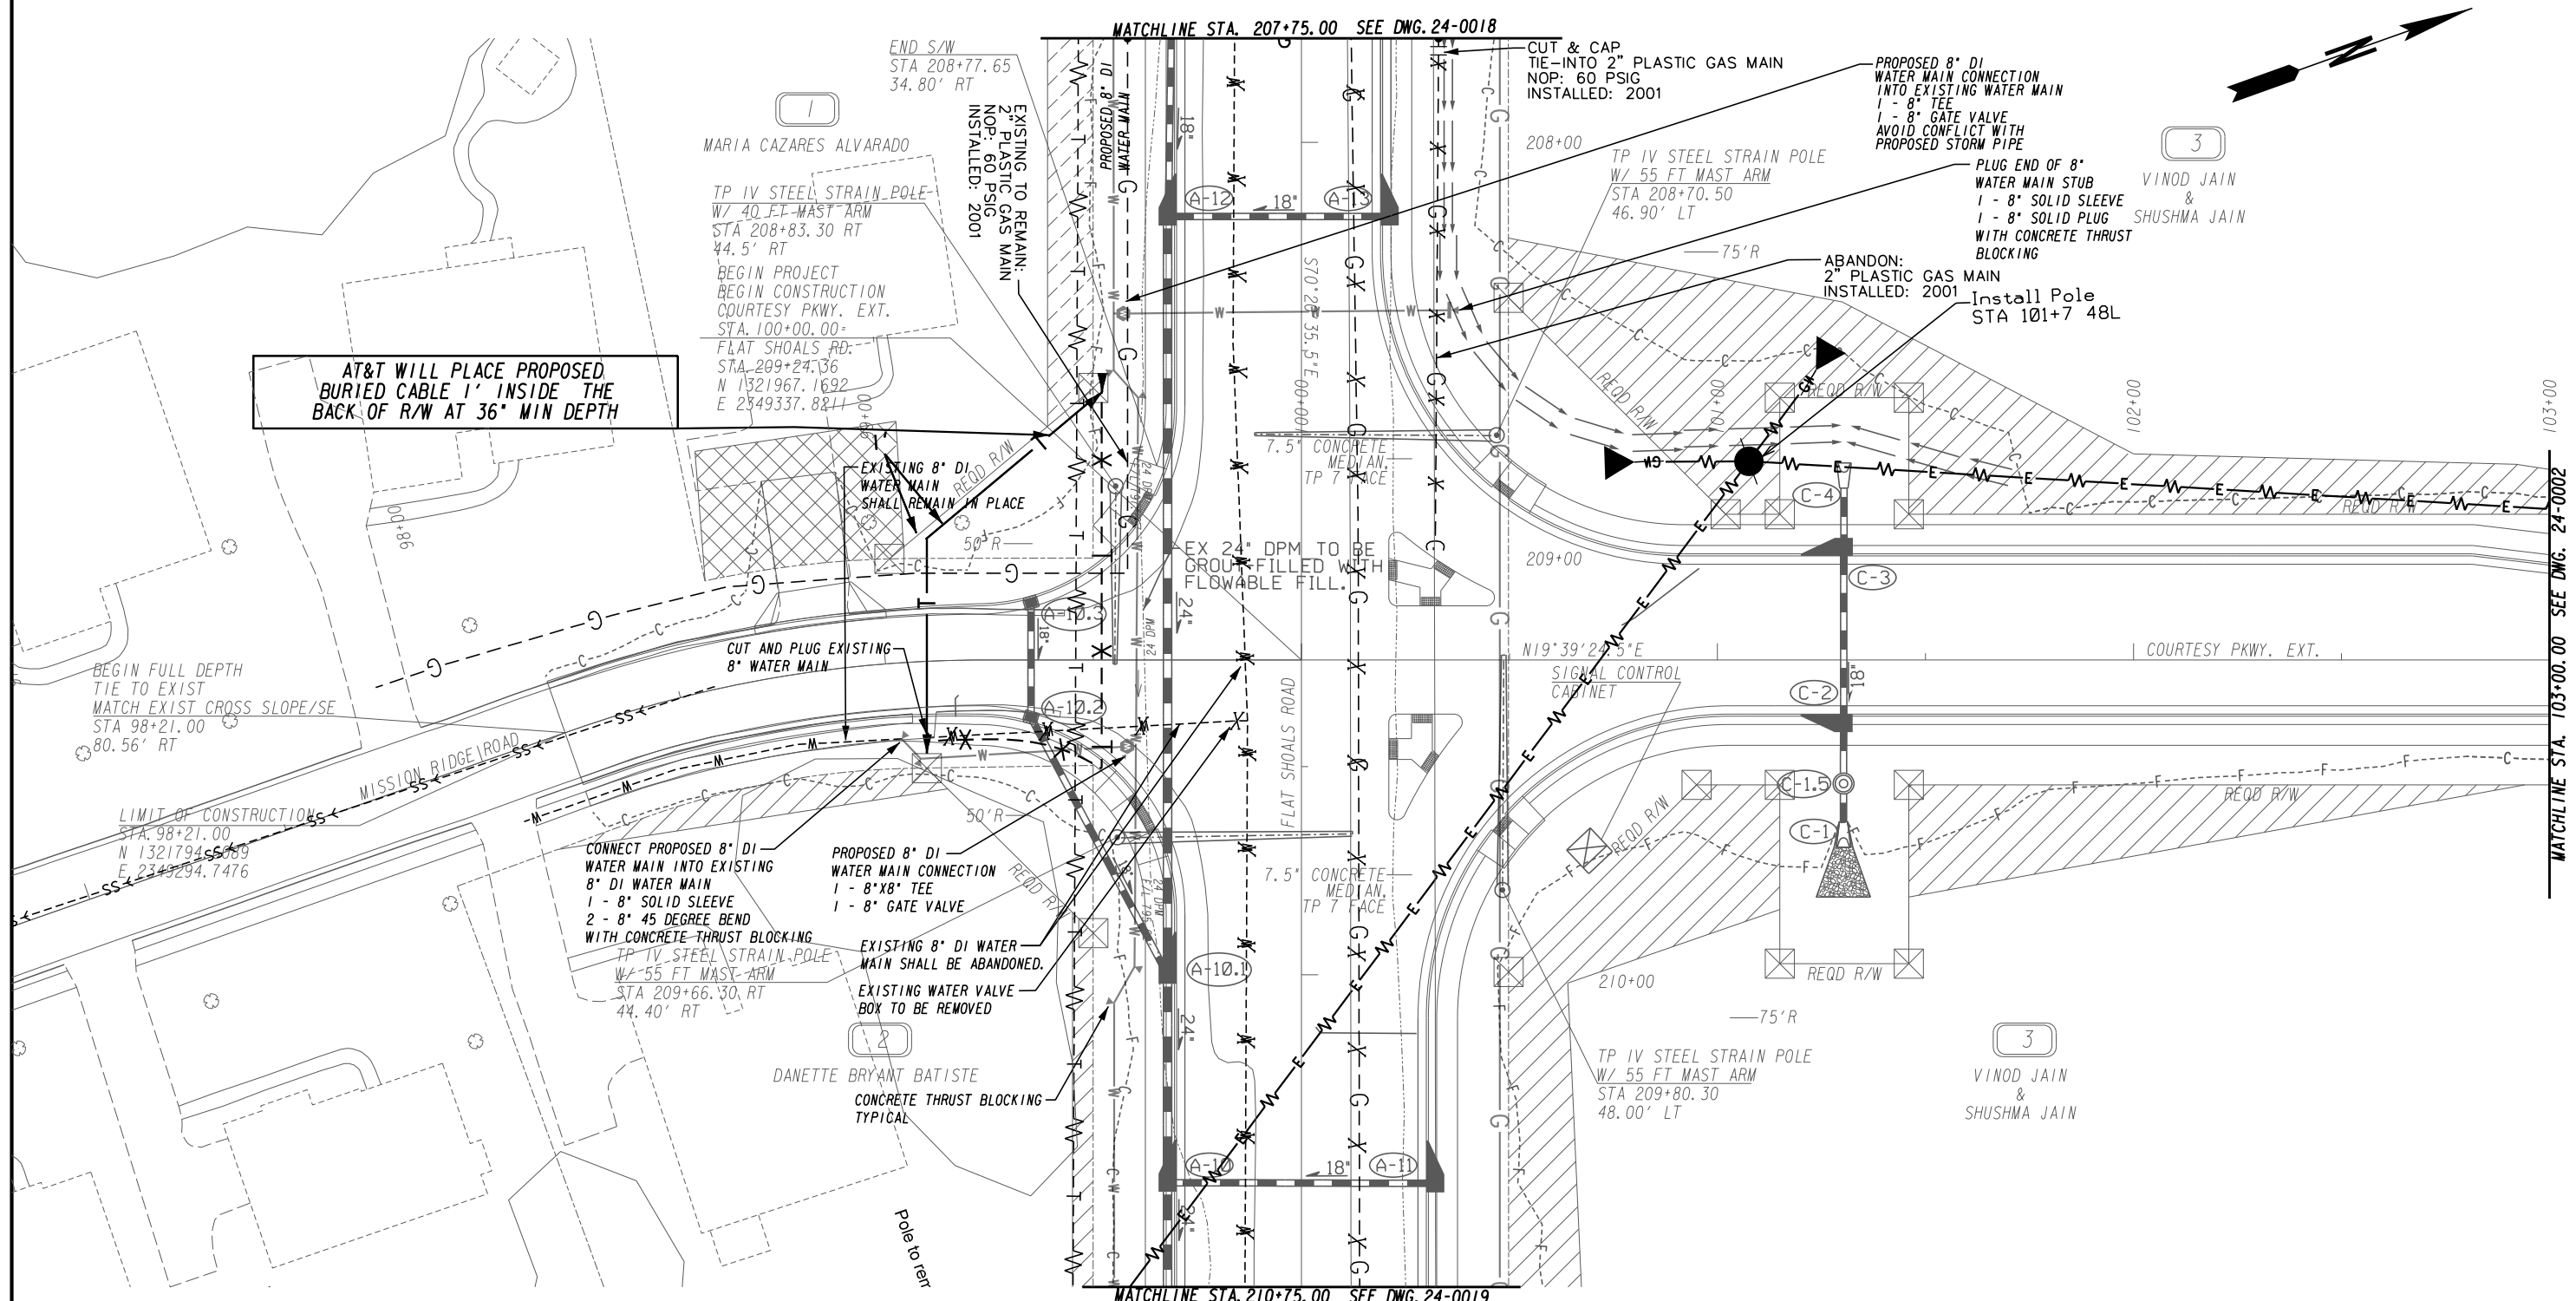 MATCHLINE STA. 207+75.00 SEE DWG. 24-0018
END S/W
STA 208+77.65
34.80' RT
1
MARIA CAZARES ALVARADO
TP IV STEEL STRAIN POLE
W/ 40 FT MAST ARM
STA 208+83.30 RT
44.5' RT
BEGIN PROJECT
BEGIN CONSTRUCTION
COURTESY PKWY. EXT.
STA. 100+00.00=
FLAT SHOALS RD.
STA 209+24.36
N 1321967.1692
E 2349337.8211
EXISTING TO REMAIN:
2" PLASTIC GAS MAIN
NOP: 60 PSIG
INSTALLED: 2001
PROPOSED 8" DI
WATER MAIN
CUT & CAP
TIE-INTO 2" PLASTIC GAS MAIN
NOP: 60 PSIG
INSTALLED: 2001
PROPOSED 8" DI
WATER MAIN CONNECTION
INTO EXISTING WATER MAIN
1 - 8" TEE
1 - 8" GATE VALVE
AVOID CONFLICT WITH
PROPOSED STORM PIPE
N
3
VINOD JAIN
&
SHUSHMA JAIN
PLUG END OF 8"
WATER MAIN STUB
1 - 8" SOLID SLEEVE
1 - 8" SOLID PLUG
WITH CONCRETE THRUST
BLOCKING
208+00
TP IV STEEL STRAIN POLE
W/ 55 FT MAST ARM
STA 208+70.50
46.90' LT
75'R
ABANDON:
2" PLASTIC GAS MAIN
INSTALLED: 2001
Install Pole
STA 101+7 48L
A-12
18"
A-13
18"
AT&T WILL PLACE PROPOSED
BURIED CABLE 1' INSIDE THE
BACK OF R/W AT 36" MIN DEPTH
REQD R/W
REQD R/W
REQD R/W
101+00
102+00
103+00
EXISTING 8" DI
WATER MAIN
SHALL REMAIN IN PLACE
7.5" CONCRETE
MEDIAN.
TP 7 FACE
98+00
50'R
EX 24" DPM TO BE
GROUT-FILLED WITH
FLOWABLE FILL.
209+00
C-4
REQD R/W
C-3
A-10.3
18"
24"
24 DPM
CUT AND PLUG EXISTING
8" WATER MAIN
FLAT SHOALS ROAD
N19°39'24.5"E
COURTESY PKWY. EXT.
SIGNAL CONTROL
CABINET
C-2
18"
MATCHLINE STA. 103+00.00 SEE DWG. 24-0002
BEGIN FULL DEPTH
TIE TO EXIST
MATCH EXIST CROSS SLOPE/SE
STA 98+21.00
80.56' RT
MISSION RIDGE ROAD
A-10.2
LIMIT OF CONSTRUCTION
STA. 98+21.00
E 2349294.7476
C-1.5
C-1
REQD R/W
REQD R/W
50'R
CONNECT PROPOSED 8" DI
WATER MAIN INTO EXISTING
8" DI WATER MAIN
1 - 8" SOLID SLEEVE
2 - 8" 45 DEGREE BEND
WITH CONCRETE THRUST BLOCKING
PROPOSED 8" DI
WATER MAIN CONNECTION
1 - 8"X8" TEE
1 - 8" GATE VALVE
7.5" CONCRETE
MEDIAN.
TP 7 FACE
EXISTING 8" DI WATER
MAIN SHALL BE ABANDONED.
TP IV STEEL STRAIN POLE
W/ 55 FT MAST ARM
STA 209+66.30 RT
44.40' RT
A-10.1
REQD R/W
210+00
EXISTING WATER VALVE
BOX TO BE REMOVED
75'R
24"
2
DANETTE BRYANT BATISTE
CONCRETE THRUST BLOCKING
TYPICAL
TP IV STEEL STRAIN POLE
W/ 55 FT MAST ARM
STA 209+80.30
48.00' LT
3
VINOD JAIN
&
SHUSHMA JAIN
A-10
18"
A-11
24"
Pole to rem
MATCHLINE STA. 210+75.00 SEE DWG. 24-0019